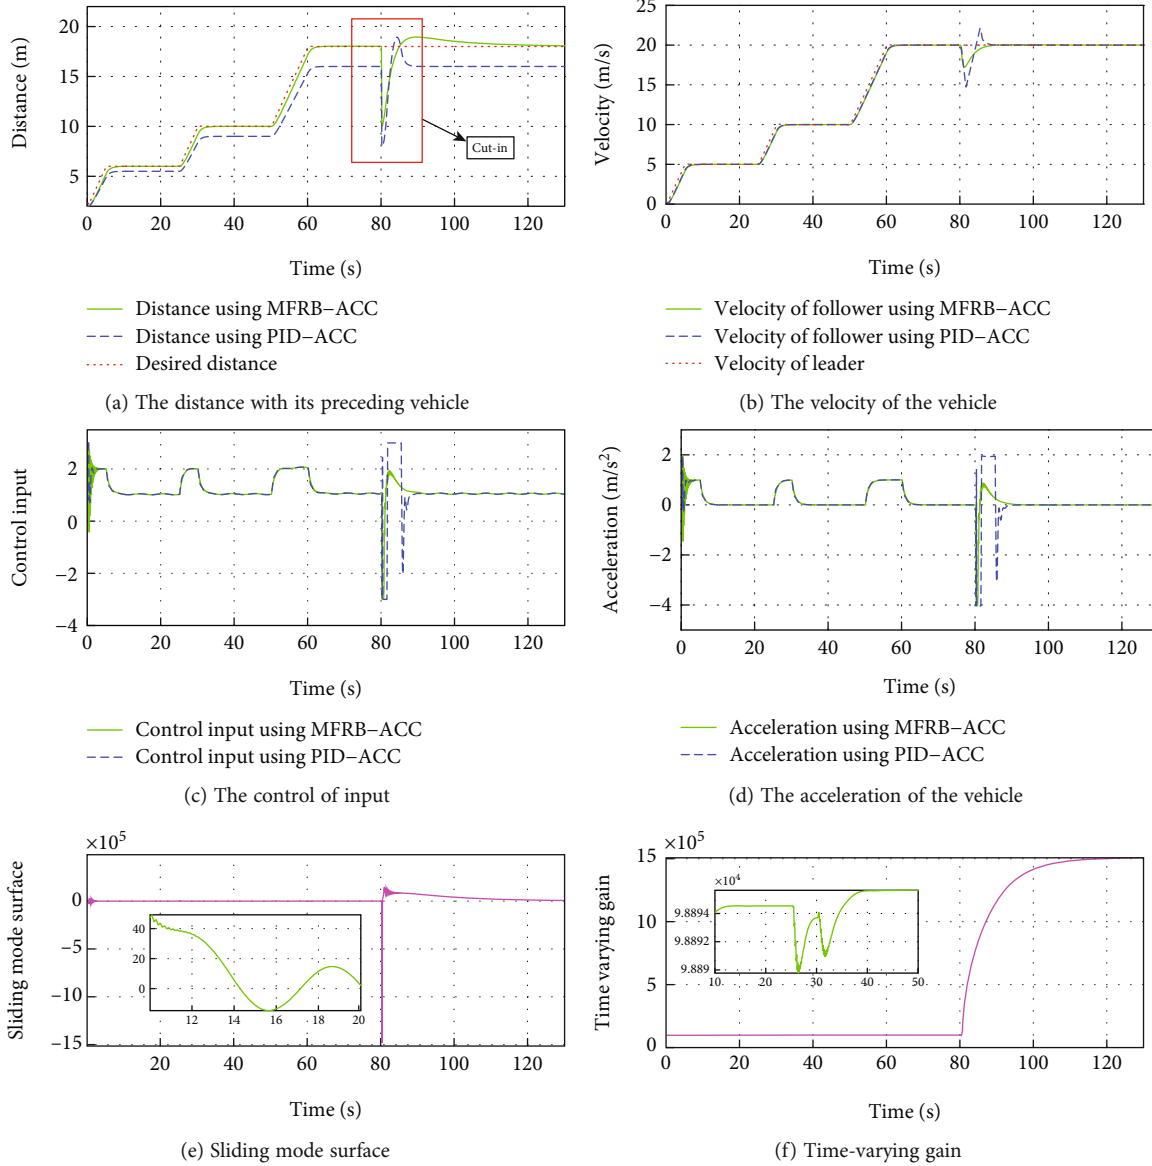 20
15
10
5
Distance (m)
Cut-in
0 20 40 60 80 100 120
Time (s)
Distance using MFRB−ACC
Distance using PID−ACC
Desired distance
(a) The distance with its preceding vehicle
25
20
15
10
5
0
Velocity (m/s)
0 20 40 60 80 100 120
Time (s)
Velocity of follower using MFRB−ACC
Velocity of follower using PID−ACC
Velocity of leader
(b) The velocity of the vehicle
2
0
−2
−4
Control input
0 20 40 60 80 100 120
Time (s)
Control input using MFRB−ACC
Control input using PID−ACC
(c) The control of input
2
0
−2
−4
Acceleration (m/s²)
0 20 40 60 80 100 120
Time (s)
Acceleration using MFRB−ACC
Acceleration using PID−ACC
(d) The acceleration of the vehicle
×10⁵
0
−5
−10
−15
Sliding mode surface
40
20
0
12 14 16 18 20
0 20 40 60 80 100 120
Time (s)
(e) Sliding mode surface
×10⁵
15
10
5
0
Time varying gain
×10⁴
9.8894
9.8892
9.889
10 20 30 40 50
0 20 40 60 80 100 120
Time (s)
(f) Time-varying gain